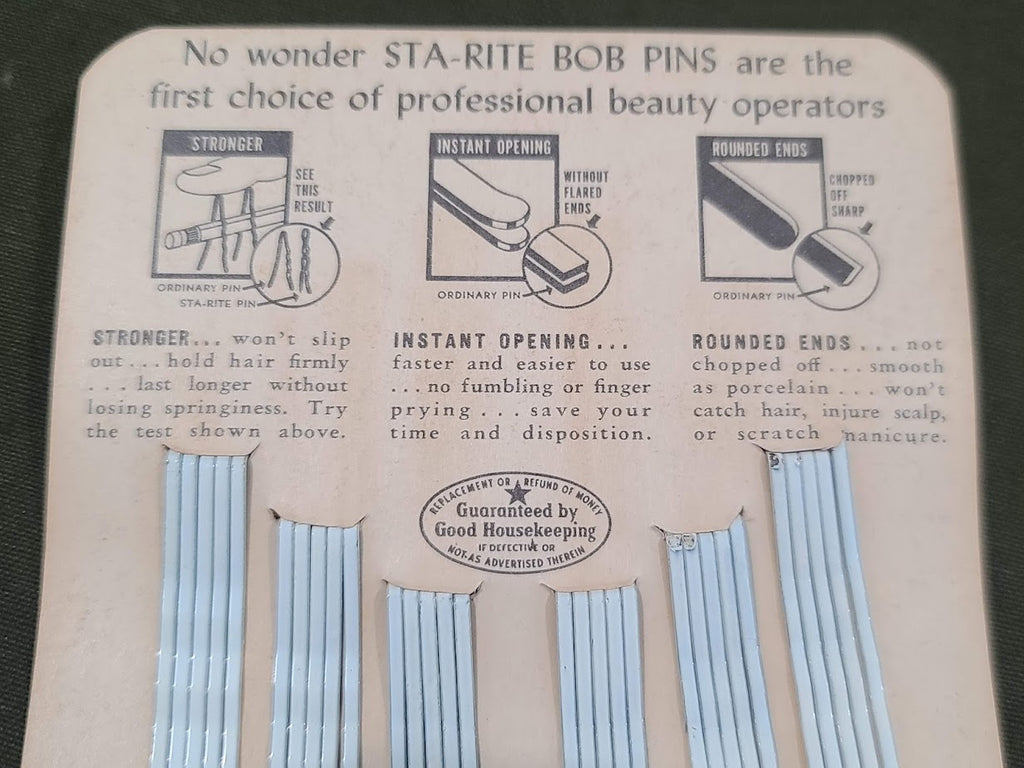 No wonder STA-RITE BOB PINS are the
first choice of professional beauty operators
STRONGER
SEE
THIS
RESULT
ORDINARY PIN
STA-RITE PIN
INSTANT OPENING
WITHOUT
FLARED
ENDS
ORDINARY PIN
ROUNDED ENDS
CHOPPED
OFF
SHARP
ORDINARY PIN
STRONGER... won't slip
out... hold hair firmly
... last longer without
losing springiness. Try
the test shown above.
INSTANT OPENING...
faster and easier to use
... no fumbling or finger
prying... save your
time and disposition.
ROUNDED ENDS... not
chopped off... smooth
as porcelain... won't
catch hair, injure scalp,
or scratch manicure.
REPLACEMENT OR REFUND OF MONEY
Guaranteed by
Good Housekeeping
IF DEFECTIVE OR
NOT AS ADVERTISED THEREIN